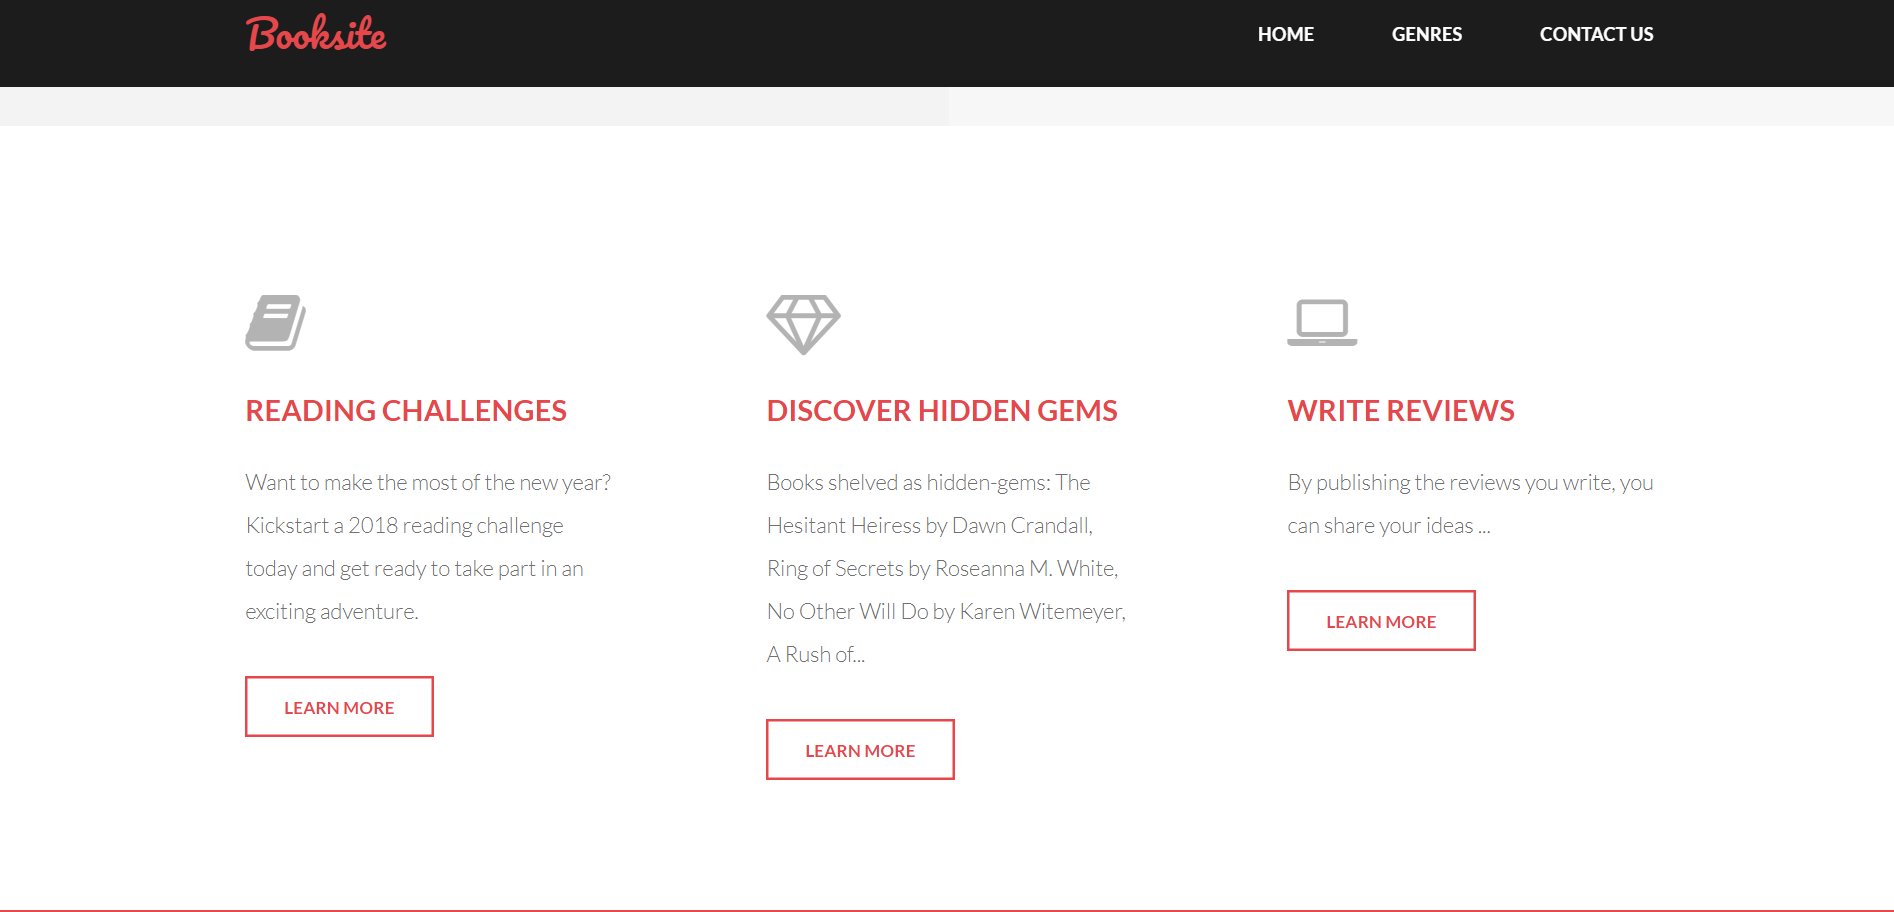 Booksite
HOME
GENRES
CONTACT US
READING CHALLENGES
Want to make the most of the new year?
Kickstart a 2018 reading challenge
today and get ready to take part in an
exciting adventure.
LEARN MORE
DISCOVER HIDDEN GEMS
Books shelved as hidden-gems: The
Hesitant Heiress by Dawn Crandall,
Ring of Secrets by Roseanna M. White,
No Other Will Do by Karen Witemeyer,
A Rush of...
LEARN MORE
WRITE REVIEWS
By publishing the reviews you write, you
can share your ideas ...
LEARN MORE